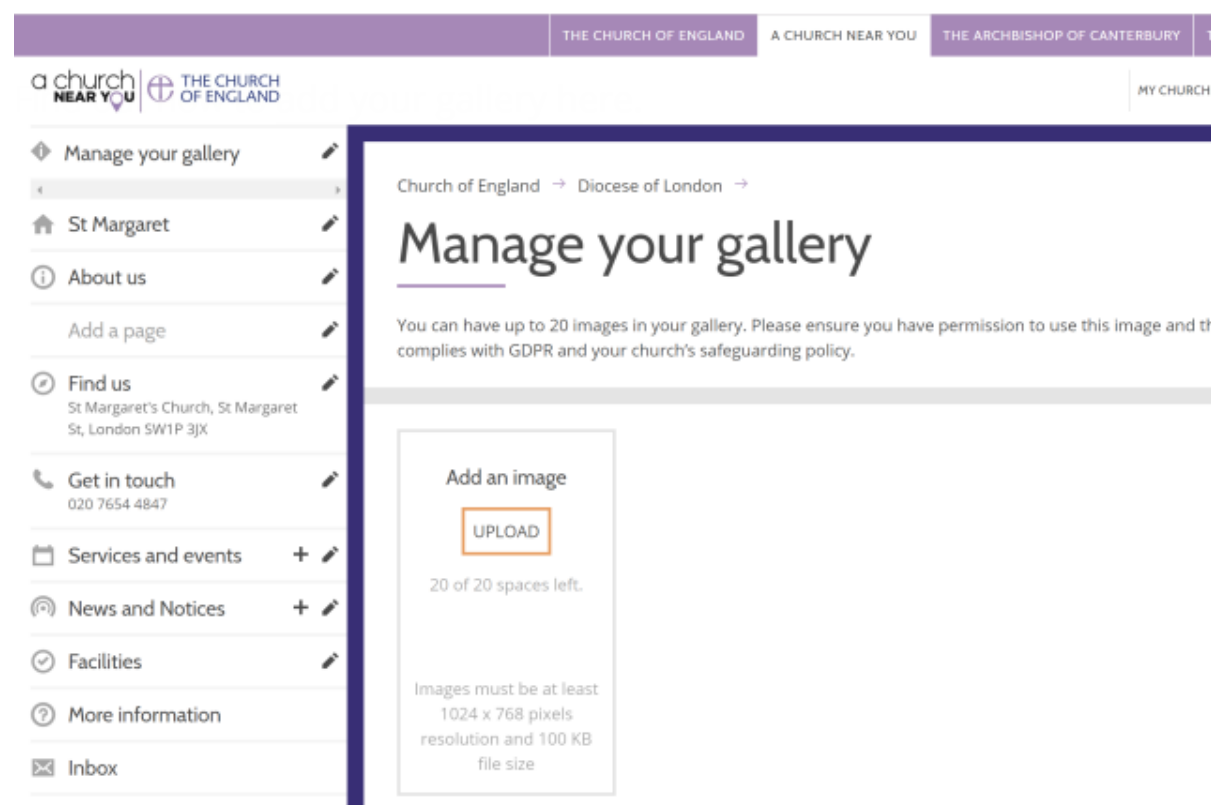 THE CHURCH OF ENGLAND
A CHURCH NEAR YOU
THE ARCHBISHOP OF CANTERBURY
a church
NEAR YOU
THE CHURCH
OF ENGLAND
MY CHURCH
Manage your gallery
St Margaret
About us
Add a page
Find us
St Margaret's Church, St Margaret
St, London SW1P 3JX
Get in touch
020 7654 4847
Services and events
News and Notices
Facilities
More information
Inbox
Church of England → Diocese of London →
Manage your gallery
You can have up to 20 images in your gallery. Please ensure you have permission to use this image and
complies with GDPR and your church's safeguarding policy.
Add an image
UPLOAD
20 of 20 spaces left.
Images must be at least
1024 x 768 pixels
resolution and 100 KB
file size